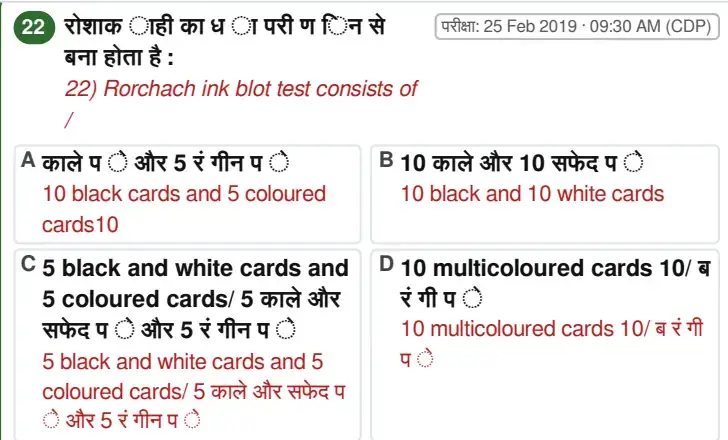 22 रोशाक ाही का ध ा परी ण िन से
बना होता है :
परीक्षा: 25 Feb 2019 · 09:30 AM (CDP)
22) Rorchach ink blot test consists of
/
A काले प े और 5 रं गीन प े
10 black cards and 5 coloured
cards10
B 10 काले और 10 सफेद प े
10 black and 10 white cards
C 5 black and white cards and
5 coloured cards/ 5 काले और
सफेद प े और 5 रं गीन प े
5 black and white cards and 5
coloured cards/ 5 काले और सफेद प
े और 5 रं गीन प े
D 10 multicoloured cards 10/ ब
रं गी प े
10 multicoloured cards 10/ ब रं गी
प े